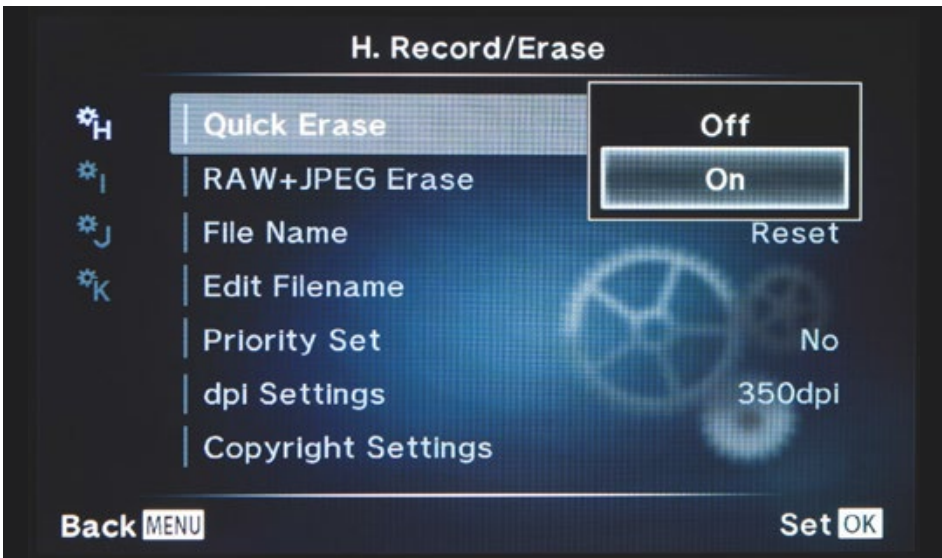 H. Record/Erase
H
Quick Erase
Off
I
RAW+JPEG Erase
On
J
File Name
Reset
K
Edit Filename
Priority Set
No
dpi Settings
350dpi
Copyright Settings
Back MENU
Set OK